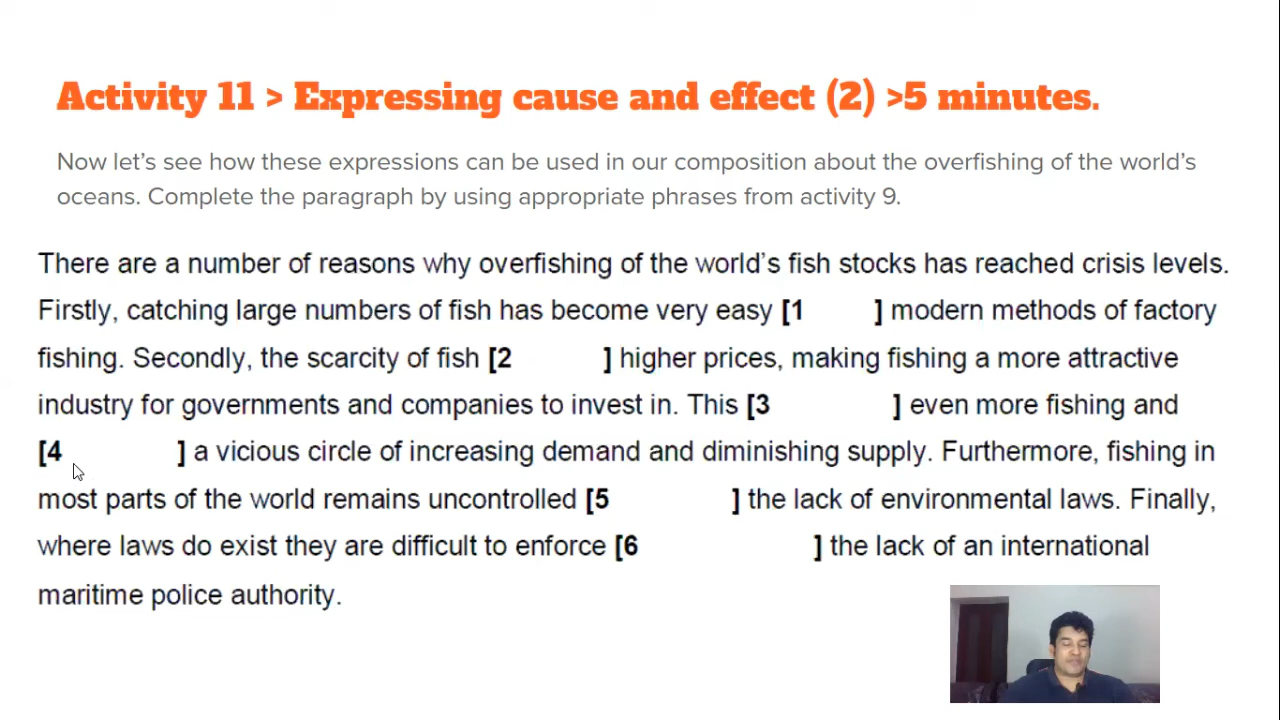 Activity 11 > Expressing cause and effect (2) >5 minutes.
Now let’s see how these expressions can be used in our composition about the overfishing of the world’s
oceans. Complete the paragraph by using appropriate phrases from activity 9.
There are a number of reasons why overfishing of the world’s fish stocks has reached crisis levels.
Firstly, catching large numbers of fish has become very easy [1 ] modern methods of factory
fishing. Secondly, the scarcity of fish [2 ] higher prices, making fishing a more attractive
industry for governments and companies to invest in. This [3 ] even more fishing and
[4 ] a vicious circle of increasing demand and diminishing supply. Furthermore, fishing in
most parts of the world remains uncontrolled [5 ] the lack of environmental laws. Finally,
where laws do exist they are difficult to enforce [6 ] the lack of an international
maritime police authority.